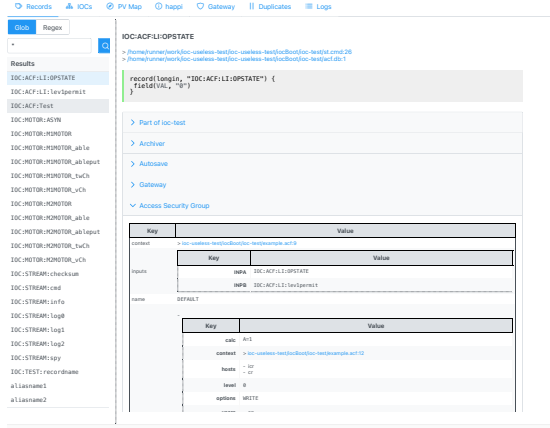 Records IOCs PV Map happi Gateway Duplicates Logs
Glob Regex
*
Results
IOC:ACF:LI:OPSTATE
IOC:ACF:LI:lev1permit
IOC:ACF:Test
IOC:MOTOR:ASYN
IOC:MOTOR:M1MOTOR
IOC:MOTOR:M1MOTOR_able
IOC:MOTOR:M1MOTOR_ableput
IOC:MOTOR:M1MOTOR_twCh
IOC:MOTOR:M1MOTOR_vCh
IOC:MOTOR:M2MOTOR
IOC:MOTOR:M2MOTOR_able
IOC:MOTOR:M2MOTOR_ableput
IOC:MOTOR:M2MOTOR_twCh
IOC:MOTOR:M2MOTOR_vCh
IOC:STREAM:checksum
IOC:STREAM:cmd
IOC:STREAM:info
IOC:STREAM:log0
IOC:STREAM:log1
IOC:STREAM:log2
IOC:STREAM:spy
IOC:TEST:recordname
aliasname1
aliasname2
IOC:ACF:LI:OPSTATE
> /home/runner/work/ioc-useless-test/ioc-useless-test/iocBoot/ioc-test/st.cmd:26
> /home/runner/work/ioc-useless-test/ioc-useless-test/iocBoot/ioc-test/acf.db:1
record(longin, "IOC:ACF:LI:OPSTATE") {
field(VAL, "0")
}
> Part of ioc-test
> Archiver
> Autosave
> Gateway
Access Security Group
Key Value
context > ioc-useless-test/iocBoot/ioc-test/example.acf:9
Key Value
inputs
INPA IOC:ACF:LI:OPSTATE
INPB IOC:ACF:LI:lev1permit
name DEFAULT
-
Key Value
calc A=1
context > ioc-useless-test/iocBoot/ioc-test/example.acf:12
hosts
- icr
- cr
level 0
options WRITE